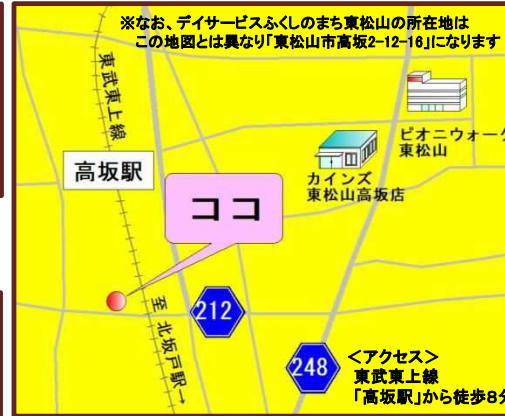 ※なお、デイサービスふくしのまち東松山の所在地は
この地図とは異なり｢東松山市高坂2-12-16｣になります
東武東上線
ピオニウォーク
東松山
高坂駅
カインズ
東松山高坂店
ココ
至 北坂戸駅→
212
248
＜アクセス＞
東武東上線
｢高坂駅｣から徒歩8分